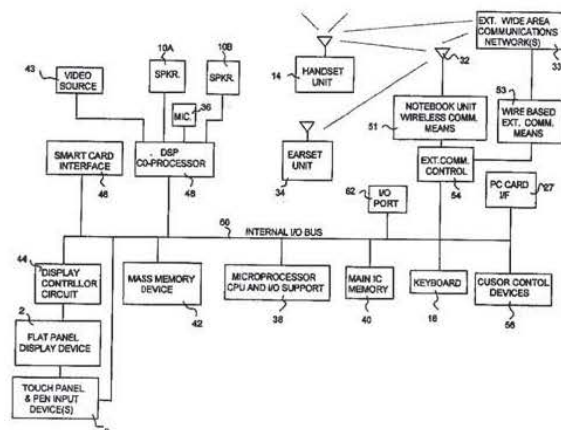 10A
10B
43
VIDEO
SOURCE
SPKR.
SPKR.
36
MIC.
14
HANDSET
UNIT
EXT. WIDE AREA
COMMUNICATIONS
NETWORK(S)
33
32
53
SMART CARD
INTERFACE
46
DSP
CO-PROCESSOR
48
EARSET
UNIT
34
51
NOTEBOOK UNIT
WIRELESS COMM.
MEANS
WIRE BASED
EXT. COMM.
MEANS
62
I/O
PORT
EXT.COMM.
CONTROL
54
PC CARD
I/F
27
66
INTERNAL I/O BUS
44
DISPLAY
CONTRLLOR
CIRCUIT
MASS MEMORY
DEVICE
42
MICROPROCESSOR
CPU AND I/O SUPPORT
38
MAIN IC
MEMORY
40
KEYBOARD
16
CUSOR CONTOL
DEVICES
56
2
FLAT PANEL
DISPLAY DEVICE
TOUCH PANEL
& PEN INPUT
DEVICE(S)